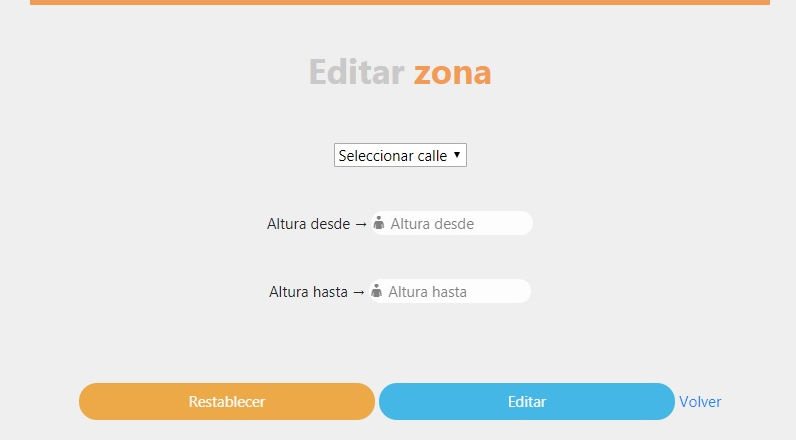 Editar zona
Seleccionar calle
Altura desde → Altura desde
Altura hasta → Altura hasta
Restablecer Editar Volver